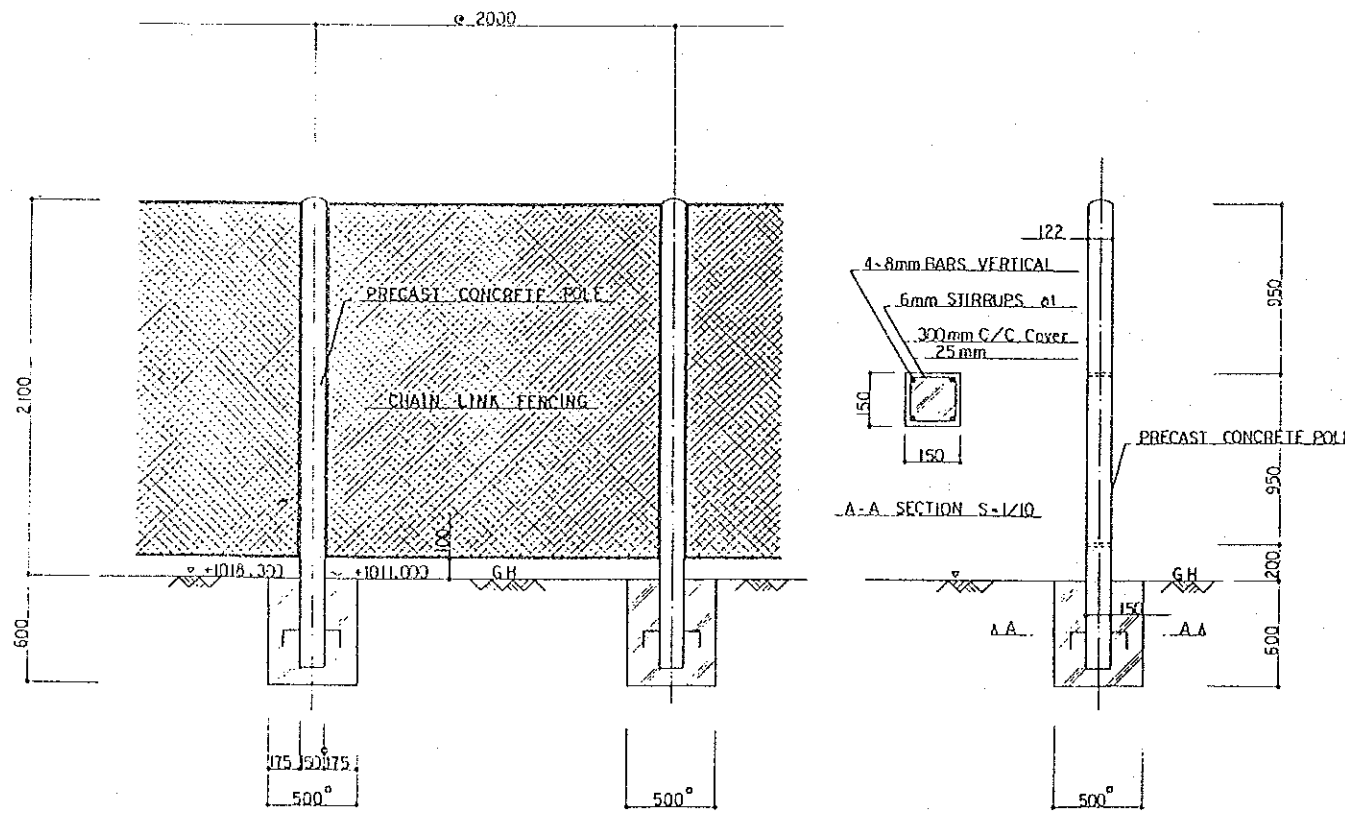 @ 2000
122
4-8mm BARS VERTICAL
6mm STIRRUPS at
300mm C/C Cover
25mm
PRECAST CONCRETE POLE
950
2100
CHAIN LINK FENCING
150
150
PRECAST CONCRETE POLE
950
A-A SECTION S=1/10
100
+1018.300
+1011.000
GH
200
GH
600
150
A A
A A
600
175 150 175
500
500
500